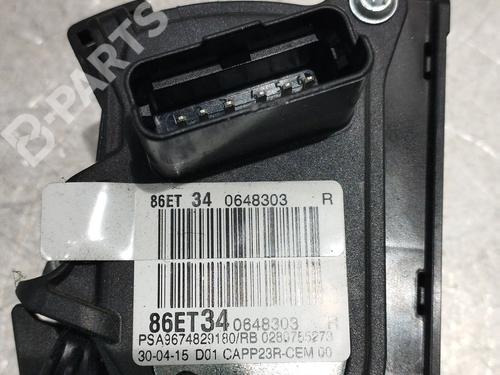 B-PARTS
86ET 34 0648303 R
86ET34 0648303 R
PSA9674829180/RB 0280755273
30-04-15 D01 CAPP23R-CEM 00